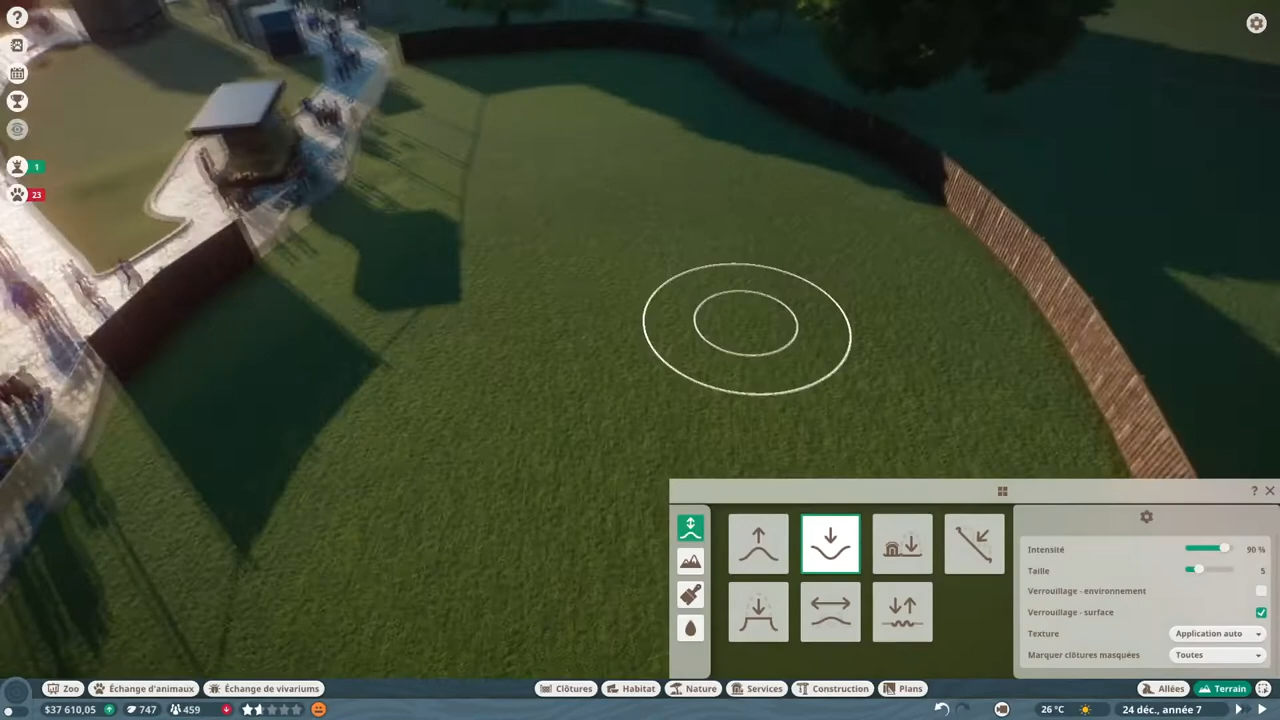 ?
1
23
? ×
Intensité 90 %
Taille 5
Verrouillage - environnement
Verrouillage - surface
Texture Application auto
Marquer clôtures masquées Toutes
Zoo Échange d'animaux Échange de vivariums Clôtures Habitat Nature Services Construction Plans Allées Terrain
$37 610,05 747 459 26 °C 24 déc., année 7